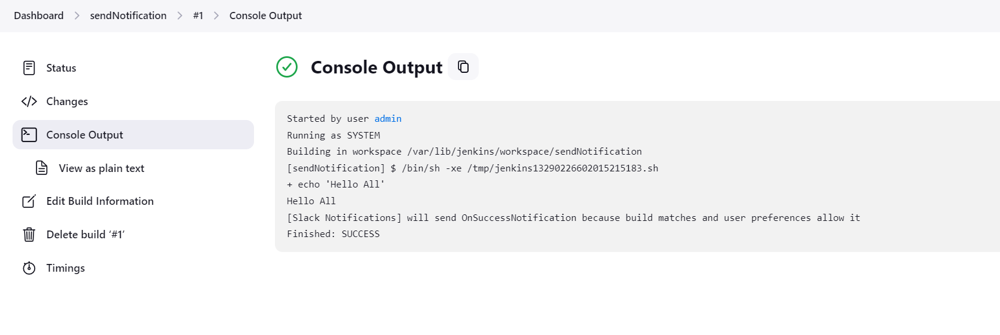 Dashboard > sendNotification > #1 > Console Output
Status
Changes
Console Output
View as plain text
Edit Build Information
Delete build ‘#1’
Timings
Console Output
Started by user admin
Running as SYSTEM
Building in workspace /var/lib/jenkins/workspace/sendNotification
[sendNotification] $ /bin/sh -xe /tmp/jenkins13290226602015215183.sh
+ echo 'Hello All'
Hello All
[Slack Notifications] will send OnSuccessNotification because build matches and user preferences allow it
Finished: SUCCESS